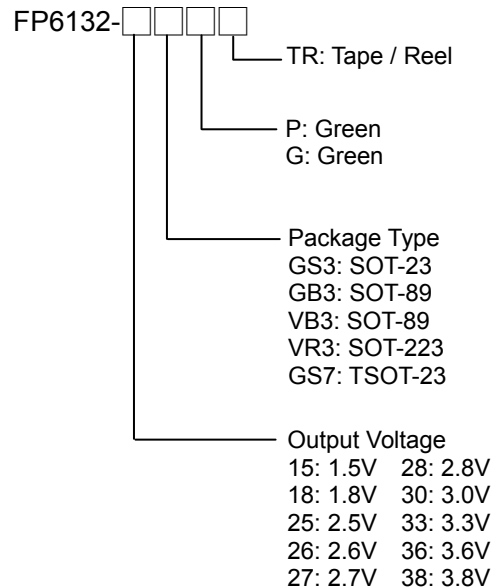 FP6132-
TR: Tape / Reel
P: Green
G: Green
Package Type
GS3: SOT-23
GB3: SOT-89
VB3: SOT-89
VR3: SOT-223
GS7: TSOT-23
Output Voltage
15: 1.5V 28: 2.8V
18: 1.8V 30: 3.0V
25: 2.5V 33: 3.3V
26: 2.6V 36: 3.6V
27: 2.7V 38: 3.8V